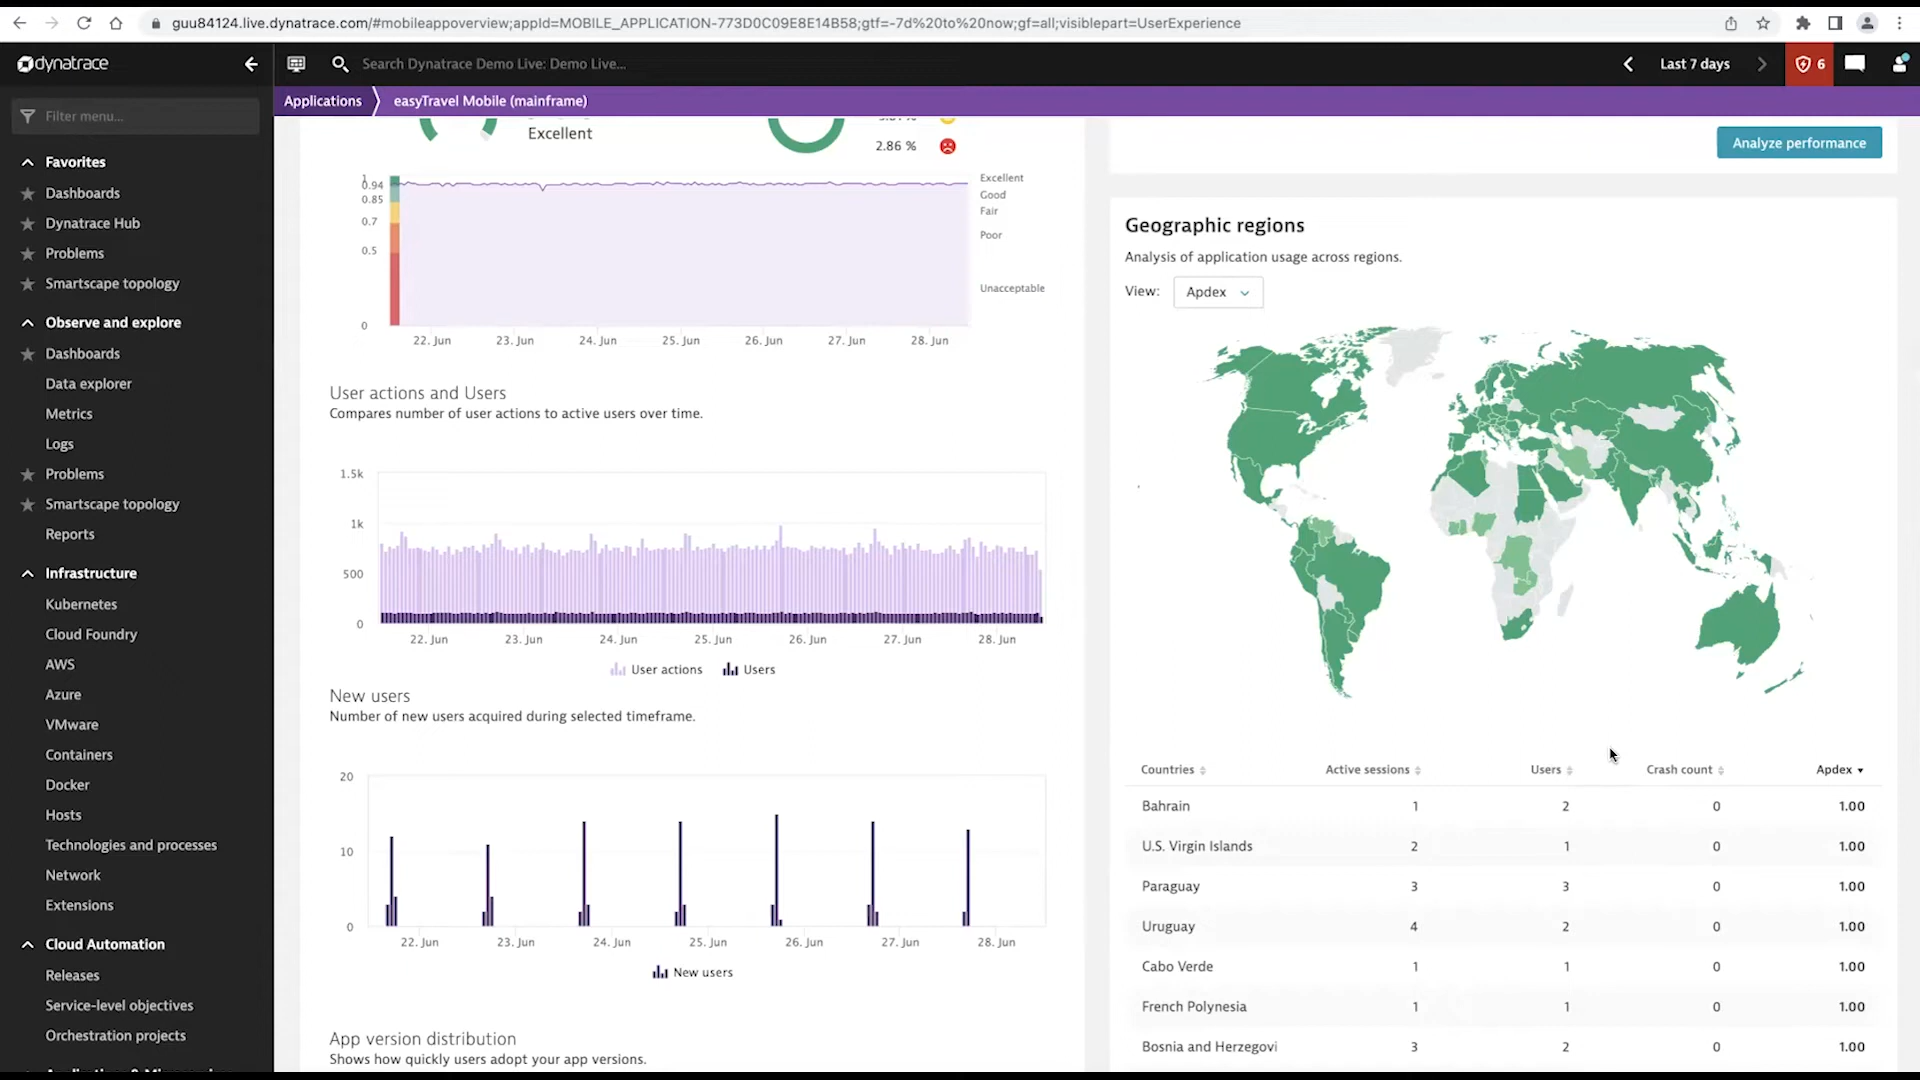 guu84124.live.dynatrace.com/#mobileappoverview;appId=MOBILE_APPLICATION-773D0C09E8E14B58;gtf=-7d%20to%20now;gf=all;visiblepart=UserExperience
dynatrace
Search Dynatrace Demo Live: Demo Live...
Last 7 days
6
Applications
easyTravel Mobile (mainframe)
Filter menu...
Favorites
Dashboards
Dynatrace Hub
Problems
Smartscape topology
Observe and explore
Dashboards
Data explorer
Metrics
Logs
Problems
Smartscape topology
Reports
Infrastructure
Kubernetes
Cloud Foundry
AWS
Azure
VMware
Containers
Docker
Hosts
Technologies and processes
Network
Extensions
Cloud Automation
Releases
Service-level objectives
Orchestration projects
Excellent
2.86 %
1
0.94
0.85
0.7
0.5
0
Excellent
Good
Fair
Poor
Unacceptable
22. Jun 23. Jun 24. Jun 25. Jun 26. Jun 27. Jun 28. Jun
User actions and Users
Compares number of user actions to active users over time.
1.5k
1k
500
0
22. Jun 23. Jun 24. Jun 25. Jun 26. Jun 27. Jun 28. Jun
User actions Users
New users
Number of new users acquired during selected timeframe.
20
10
0
22. Jun 23. Jun 24. Jun 25. Jun 26. Jun 27. Jun 28. Jun
New users
App version distribution
Shows how quickly users adopt your app versions.
Analyze performance
Geographic regions
Analysis of application usage across regions.
View: Apdex
Countries Active sessions Users Crash count Apdex
Bahrain 1 2 0 1.00
U.S. Virgin Islands 2 1 0 1.00
Paraguay 3 3 0 1.00
Uruguay 4 2 0 1.00
Cabo Verde 1 1 0 1.00
French Polynesia 1 1 0 1.00
Bosnia and Herzegovi 3 2 0 1.00